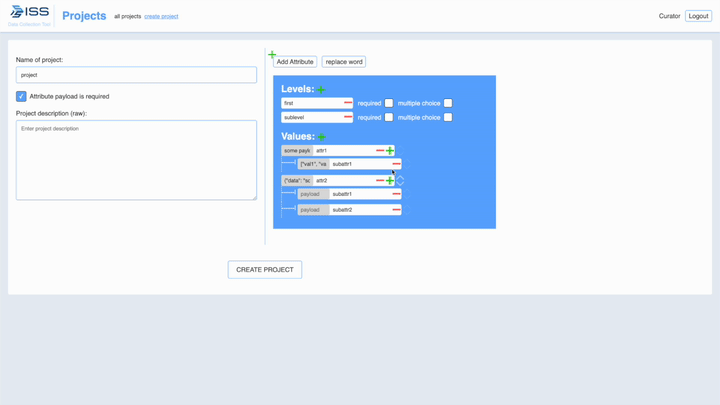 ISS
Data Collection Tool
Projects
all projects
create project
Curator
Logout
Name of project:
project
Attribute payload is required
Project description (raw):
Enter project description
Add Attribute
replace word
Levels:
first
required
multiple choice
sublevel
required
multiple choice
Values:
some payk
attr1
["val1", "va
subattr1
{"data": "sc
attr2
payload
subattr1
payload
subattr2
CREATE PROJECT